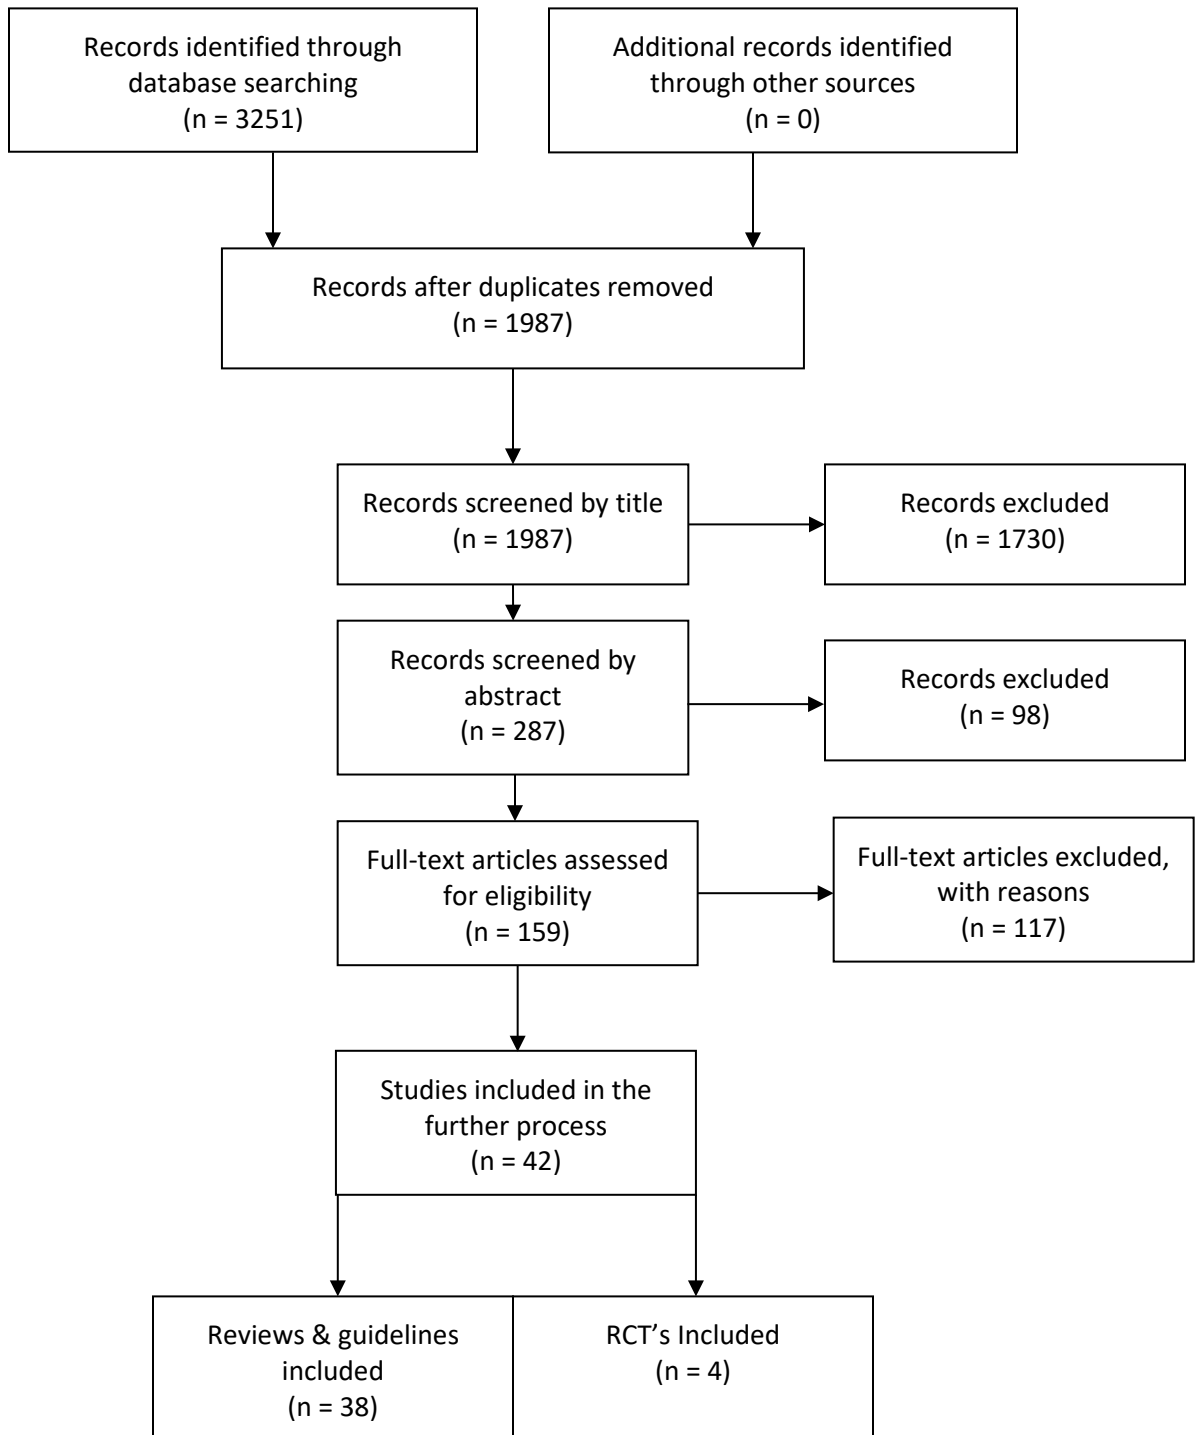 Records identified through
database searching
(n = 3251)
Additional records identified
through other sources
(n = 0)
Records after duplicates removed
(n = 1987)
Records screened by title
(n = 1987)
Records excluded
(n = 1730)
Records screened by
abstract
(n = 287)
Records excluded
(n = 98)
Full-text articles assessed
for eligibility
(n = 159)
Full-text articles excluded,
with reasons
(n = 117)
Studies included in the
further process
(n = 42)
Reviews & guidelines
included
(n = 38)
RCT’s Included
(n = 4)